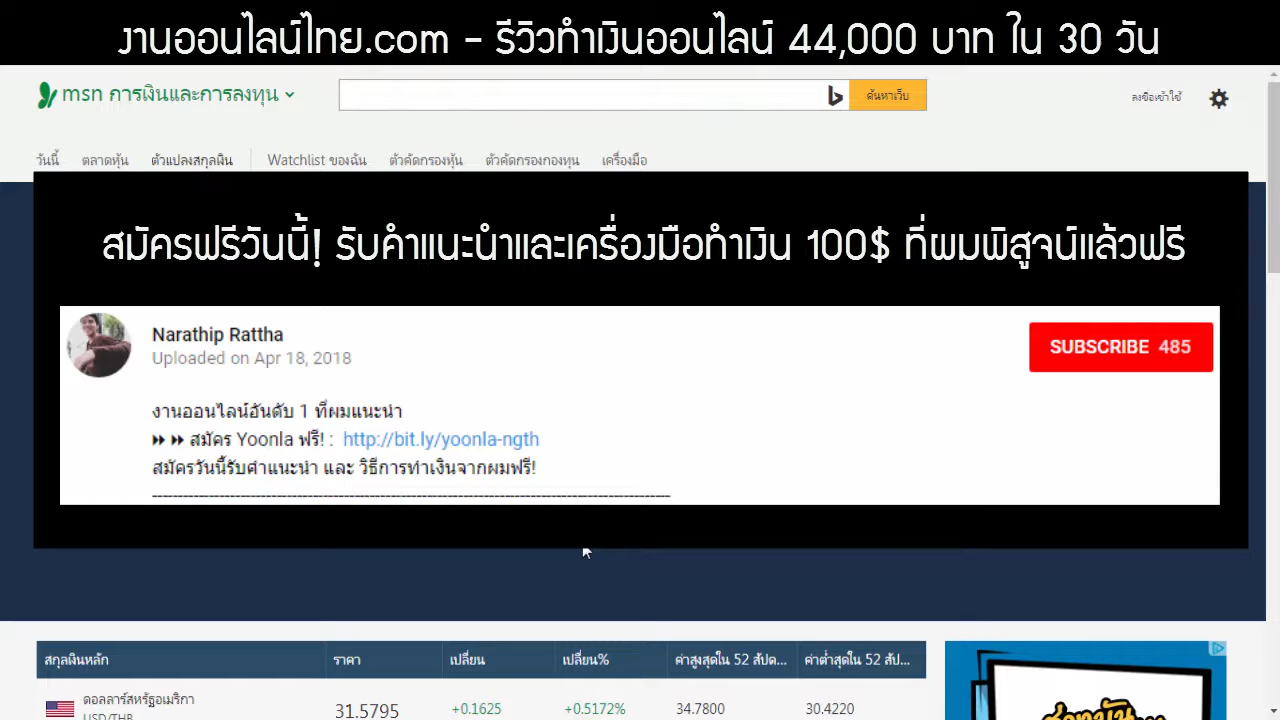 งานออนไลน์ไทย.com - รีวิวทำเงินออนไลน์ 44,000 บาท ใน 30 วัน
msn การเงินและการลงทุน
ค้นหาเว็บ
ลงชื่อเข้าใช้
วันนี้ ตลาดหุ้น ตัวแปลงสกุลเงิน Watchlist ของฉัน ตัวคัดกรองหุ้น ตัวคัดกรองกองทุน เครื่องมือ
สมัครฟรีวันนี้! รับคำแนะนำและเครื่องมือทำเงิน 100$ ที่ผมพิสูจน์แล้วฟรี
Narathip Rattha
Uploaded on Apr 18, 2018
SUBSCRIBE 485
งานออนไลน์อันดับ 1 ที่ผมแนะนำ
สมัคร Yoonla ฟรี! : http://bit.ly/yoonla-ngth
สมัครวันนี้รับคำแนะนำ และ วิธีการทำเงินจากผมฟรี!
สกุลเงินหลัก ราคา เปลี่ยน เปลี่ยน% ค่าสูงสุดใน 52 สัปด... ค่าต่ำสุดใน 52 สัป...
ดอลลาร์สหรัฐอเมริกา
USD/THB
31.5795 +0.1625 +0.5172% 34.7800 30.4220